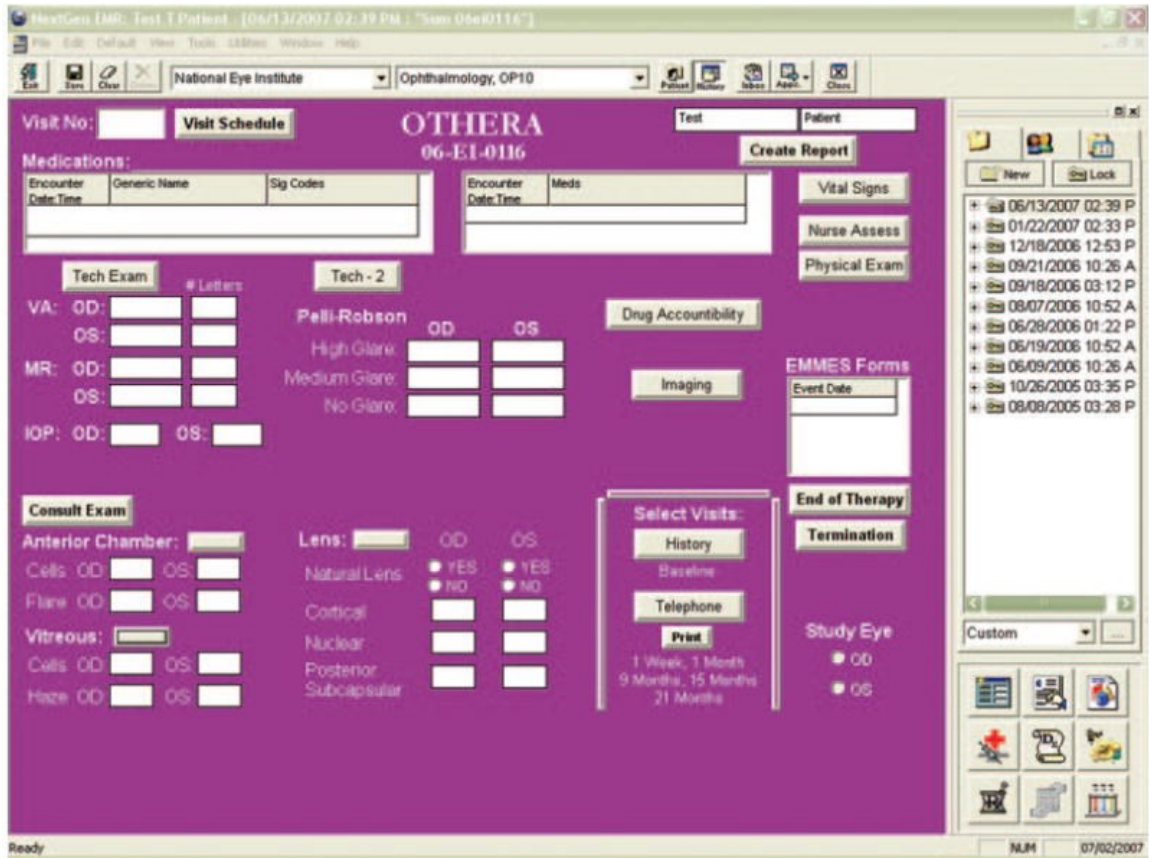 NextGen EMR: Test T Patient - [06/13/2007 02:39 PM : "Sum 06ei0116"]
File Edit Default View Tools Utilities Window Help
Exit Save Clear National Eye Institute Ophthalmology, OP10 Patient History Inbox Appls. Close
Visit No: Visit Schedule OTHERA Test Patient
06-EI-0116 Create Report
Medications:
Encounter Date:Time Generic Name Sig Codes Encounter Date:Time Meds
Vital Signs
Nurse Assess
Physical Exam
Tech Exam # Letters Tech - 2
VA: OD:
OS:
MR: OD:
OS:
IOP: OD: OS:
Pelli-Robson OD OS
High Glare:
Medium Glare:
No Glare:
Drug Accountibility
Imaging
EMMES Forms
Event Date
End of Therapy
Termination
Consult Exam
Anterior Chamber:
Cells OD OS:
Flare OD OS:
Vitreous:
Cells OD OS:
Haze OD OS:
Lens: OD OS
Natural Lens YES YES
NO NO
Cortical
Nuclear
Posterior
Subcapsular
Select Visits:
History
Baseline
Telephone
Print
1 Week, 1 Month
9 Months, 15 Months
21 Months
Study Eye
OD
OS
New Lock
06/13/2007 02:39 P
01/22/2007 02:33 P
12/18/2006 12:53 P
09/21/2006 10:26 A
09/18/2006 03:12 P
08/07/2006 10:52 A
06/28/2006 01:22 P
06/19/2006 10:52 A
06/09/2006 10:26 A
10/26/2005 03:35 P
08/08/2005 03:28 P
Custom ...
Ready NUM 07/02/2007